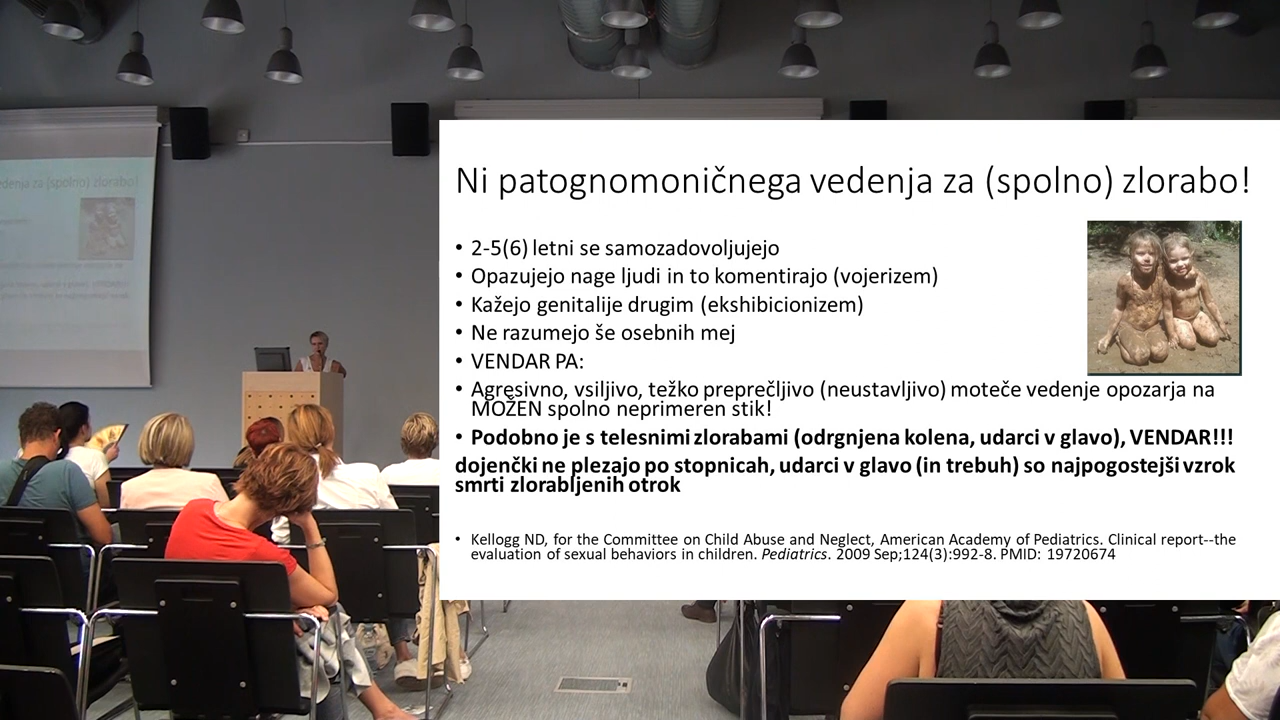 Ni patognomoničnega vedenja za (spolno) zlorabo!
• 2-5(6) letni se samozadovoljujejo
• Opazujejo nage ljudi in to komentirajo (vojerizem)
• Kažejo genitalije drugim (ekshibicionizem)
• Ne razumejo še osebnih mej
• VENDAR PA:
• Agresivno, vsiljivo, težko preprečljivo (neustavljivo) moteče vedenje opozarja na
MOŽEN spolno neprimeren stik!
• Podobno je s telesnimi zlorabami (odrgnjena kolena, udarci v glavo), VENDAR!!!
dojenčki ne plezajo po stopnicah, udarci v glavo (in trebuh) so najpogostejši vzrok
smrti zlorabljenih otrok
• Kellogg ND, for the Committee on Child Abuse and Neglect, American Academy of Pediatrics. Clinical report--the
evaluation of sexual behaviors in children. Pediatrics. 2009 Sep;124(3):992-8. PMID: 19720674
denja za (spolno) zlorabo!